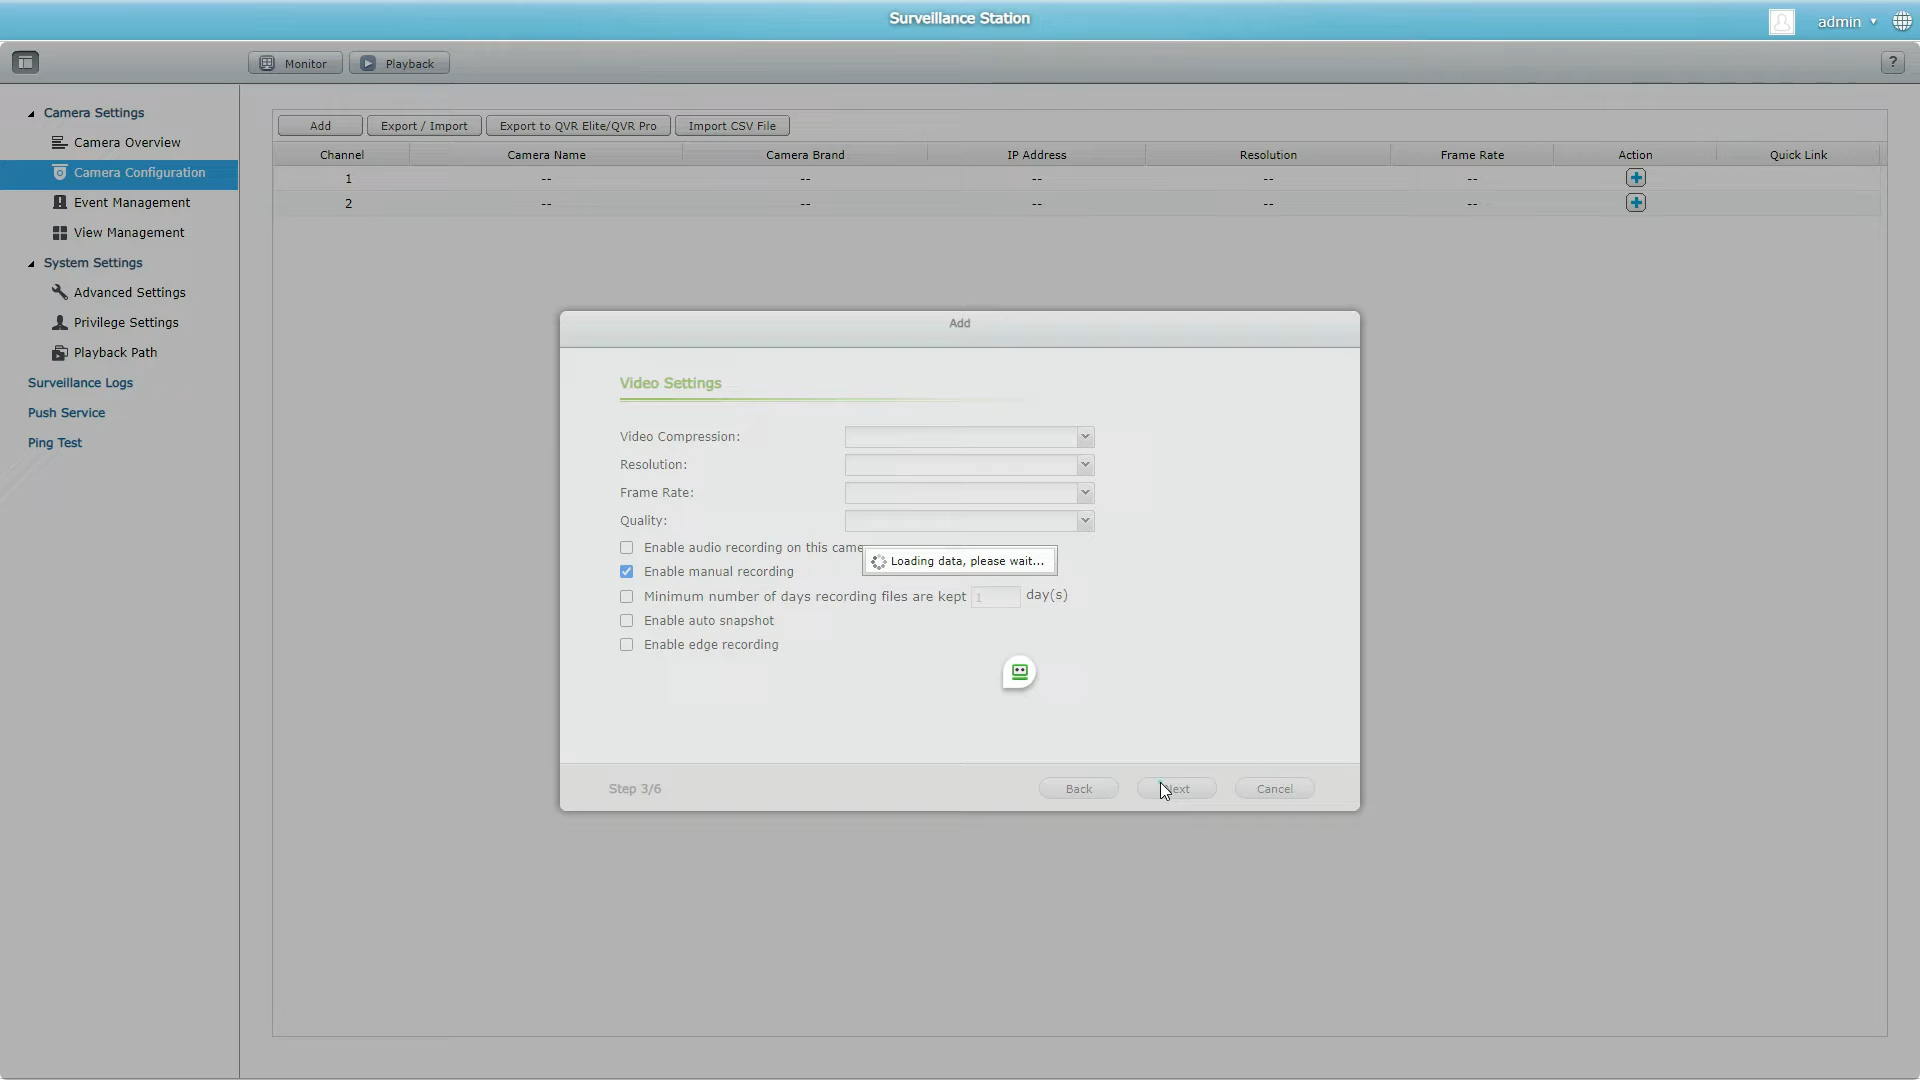 Surveillance Station
admin
Monitor
Playback
?
Camera Settings
Camera Overview
Camera Configuration
Event Management
View Management
System Settings
Advanced Settings
Privilege Settings
Playback Path
Surveillance Logs
Push Service
Ping Test
Add Export / Import Export to QVR Elite/QVR Pro Import CSV File
Channel Camera Name Camera Brand IP Address Resolution Frame Rate Action Quick Link
1 -- -- -- -- --
2 -- -- -- -- --
Add
Video Settings
Video Compression:
Resolution:
Frame Rate:
Quality:
Enable audio recording on this came
Loading data, please wait...
Enable manual recording
Minimum number of days recording files are kept 1 day(s)
Enable auto snapshot
Enable edge recording
Step 3/6
Back
Next
Cancel